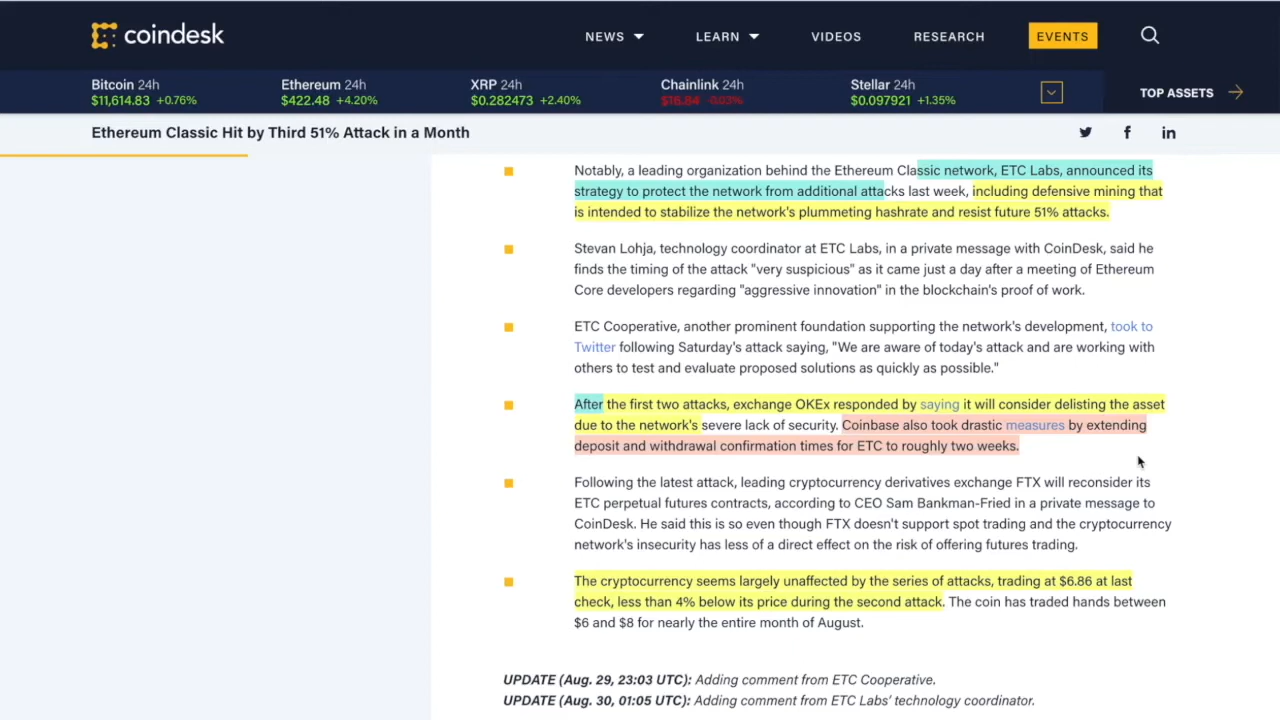 coindesk
NEWS LEARN VIDEOS RESEARCH EVENTS
Bitcoin 24h Ethereum 24h XRP 24h Chainlink 24h Stellar 24h
$11,614.83 +0.76% $422.48 +4.20% $0.282473 +2.40% $16.84 -0.03% $0.097921 +1.35%
TOP ASSETS
Ethereum Classic Hit by Third 51% Attack in a Month
Notably, a leading organization behind the Ethereum Classic network, ETC Labs, announced its
strategy to protect the network from additional attacks last week, including defensive mining that
is intended to stabilize the network's plummeting hashrate and resist future 51% attacks.
Stevan Lohja, technology coordinator at ETC Labs, in a private message with CoinDesk, said he
finds the timing of the attack "very suspicious" as it came just a day after a meeting of Ethereum
Core developers regarding "aggressive innovation" in the blockchain's proof of work.
ETC Cooperative, another prominent foundation supporting the network's development, took to
Twitter following Saturday's attack saying, "We are aware of today's attack and are working with
others to test and evaluate proposed solutions as quickly as possible."
After the first two attacks, exchange OKEx responded by saying it will consider delisting the asset
due to the network's severe lack of security. Coinbase also took drastic measures by extending
deposit and withdrawal confirmation times for ETC to roughly two weeks.
Following the latest attack, leading cryptocurrency derivatives exchange FTX will reconsider its
ETC perpetual futures contracts, according to CEO Sam Bankman-Fried in a private message to
CoinDesk. He said this is so even though FTX doesn't support spot trading and the cryptocurrency
network's insecurity has less of a direct effect on the risk of offering futures trading.
The cryptocurrency seems largely unaffected by the series of attacks, trading at $6.86 at last
check, less than 4% below its price during the second attack. The coin has traded hands between
$6 and $8 for nearly the entire month of August.
UPDATE (Aug. 29, 23:03 UTC): Adding comment from ETC Cooperative.
UPDATE (Aug. 30, 01:05 UTC): Adding comment from ETC Labs' technology coordinator.